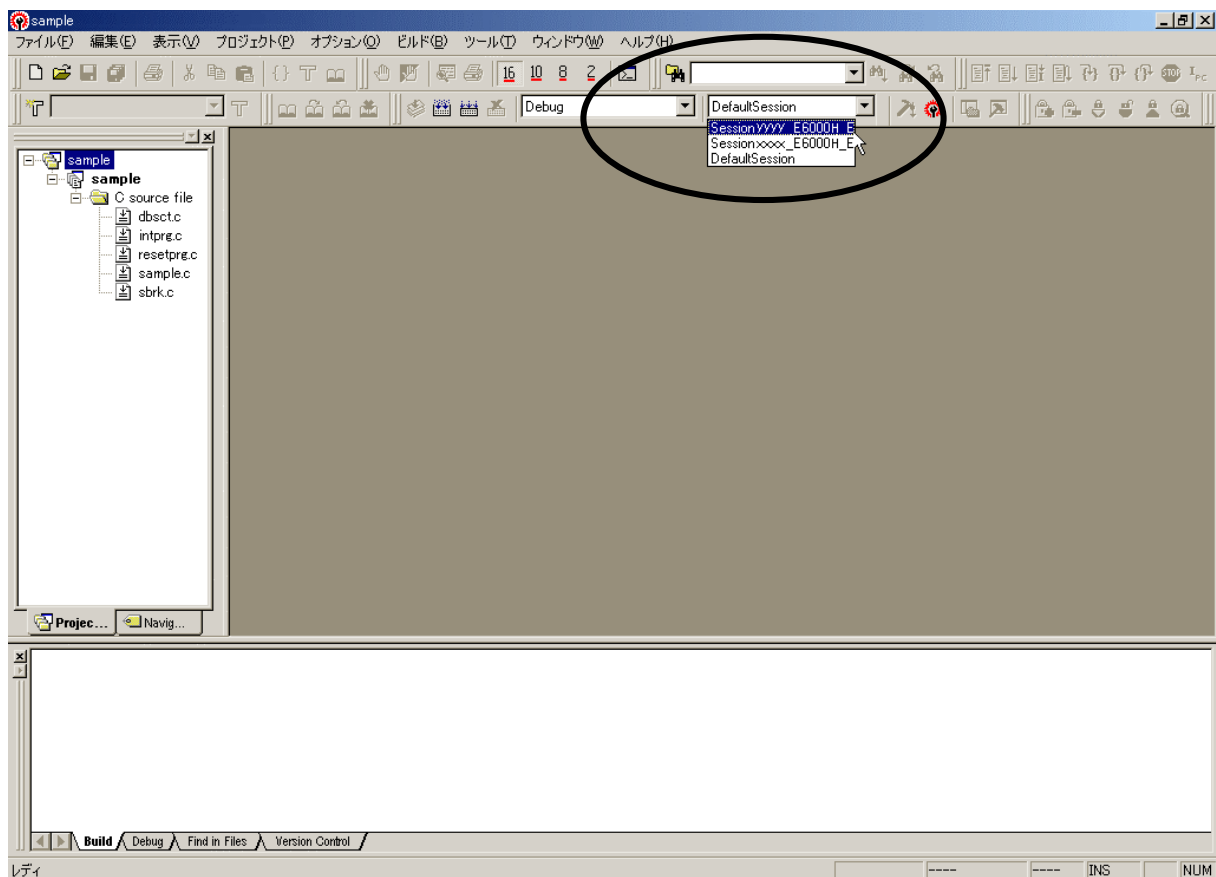 sample
ファイル(F) 編集(E) 表示(V) プロジェクト(P) オプション(O) ビルド(B) ツール(T) ウィンドウ(W) ヘルプ(H)
16 10 8 2 STOP PC
Debug DefaultSession
SessionYYYY_E6000H_E
Sessionxxxx_E6000H_E
DefaultSession
sample
sample
C source file
dbsct.c
intprg.c
resetprg.c
sample.c
sbrk.c
Projec... Navig...
Build Debug Find in Files Version Control
レディ ---- ---- INS NUM